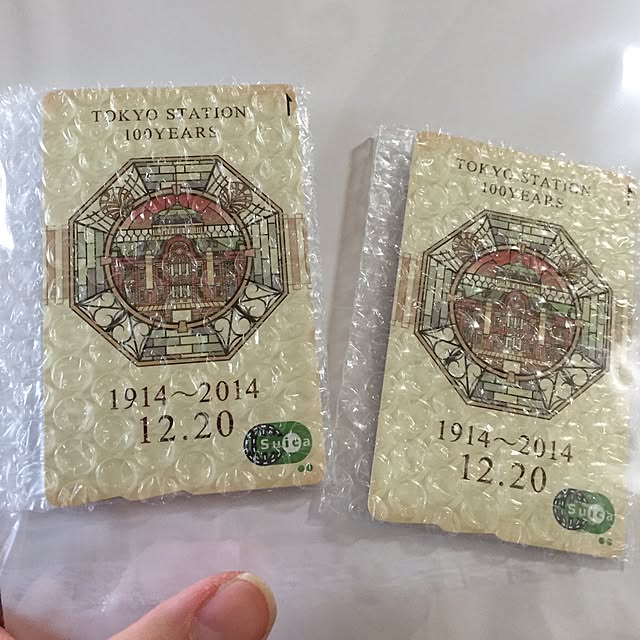 TOKYO STATION
100YEARS
1914～2014
12.20
Suica
TOKYO STATION
100YEARS
1914～2014
12.20
Suica